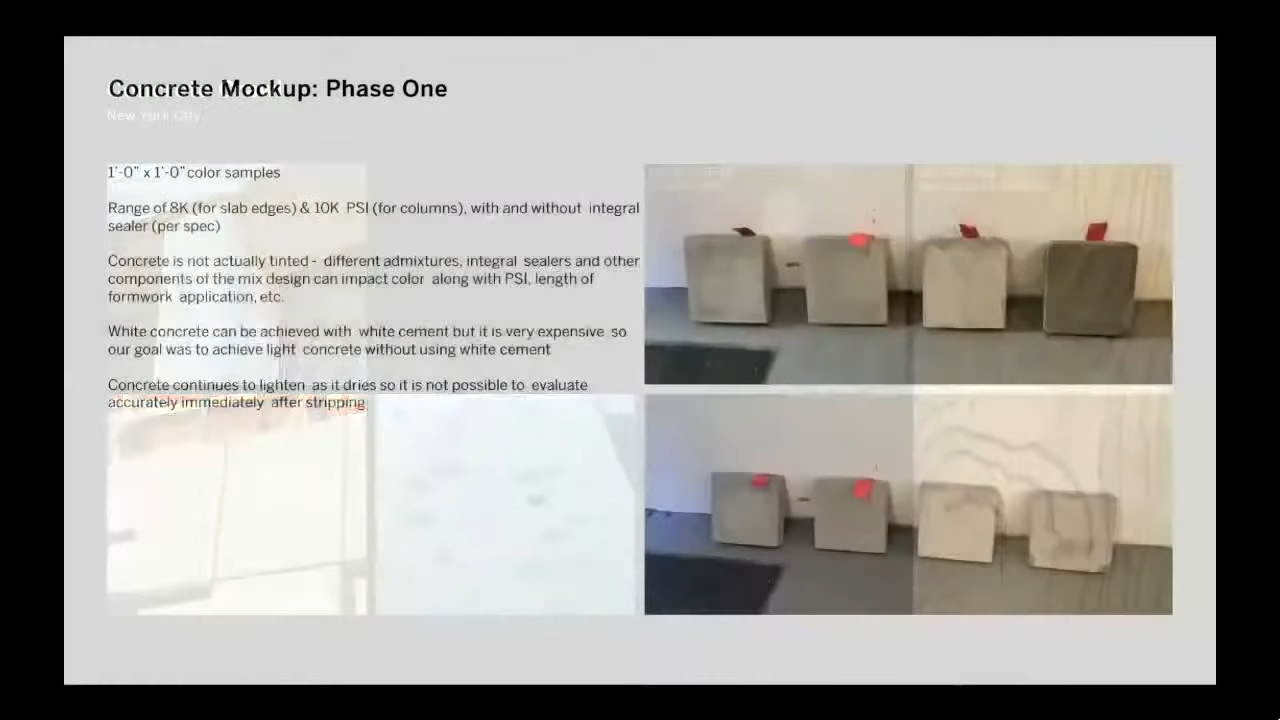 Concrete Mockup: Phase One
New York City
1'-0" x 1'-0" color samples
Range of 8K (for slab edges) & 10K PSI (for columns), with and without integral
sealer (per spec)
Concrete is not actually tinted - different admixtures, integral sealers and other
components of the mix design can impact color along with PSI, length of
formwork application, etc.
White concrete can be achieved with white cement but it is very expensive so
our goal was to achieve light concrete without using white cement
Concrete continues to lighten as it dries so it is not possible to evaluate
accurately immediately after stripping